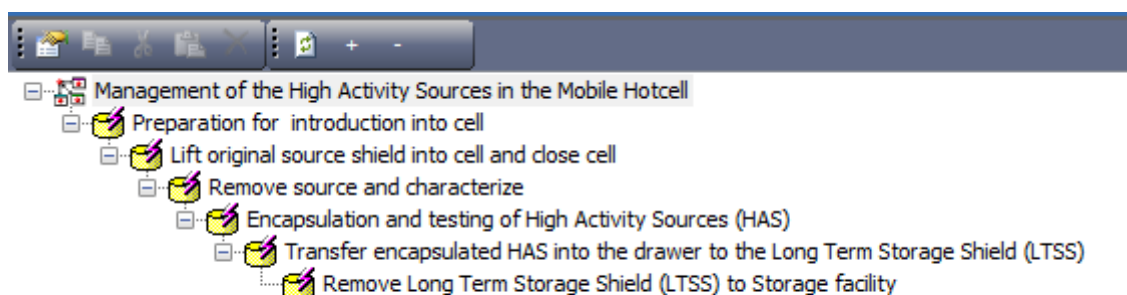 Management of the High Activity Sources in the Mobile Hotcell
Preparation for introduction into cell
Lift original source shield into cell and close cell
Remove source and characterize
Encapsulation and testing of High Activity Sources (HAS)
Transfer encapsulated HAS into the drawer to the Long Term Storage Shield (LTSS)
Remove Long Term Storage Shield (LTSS) to Storage facility